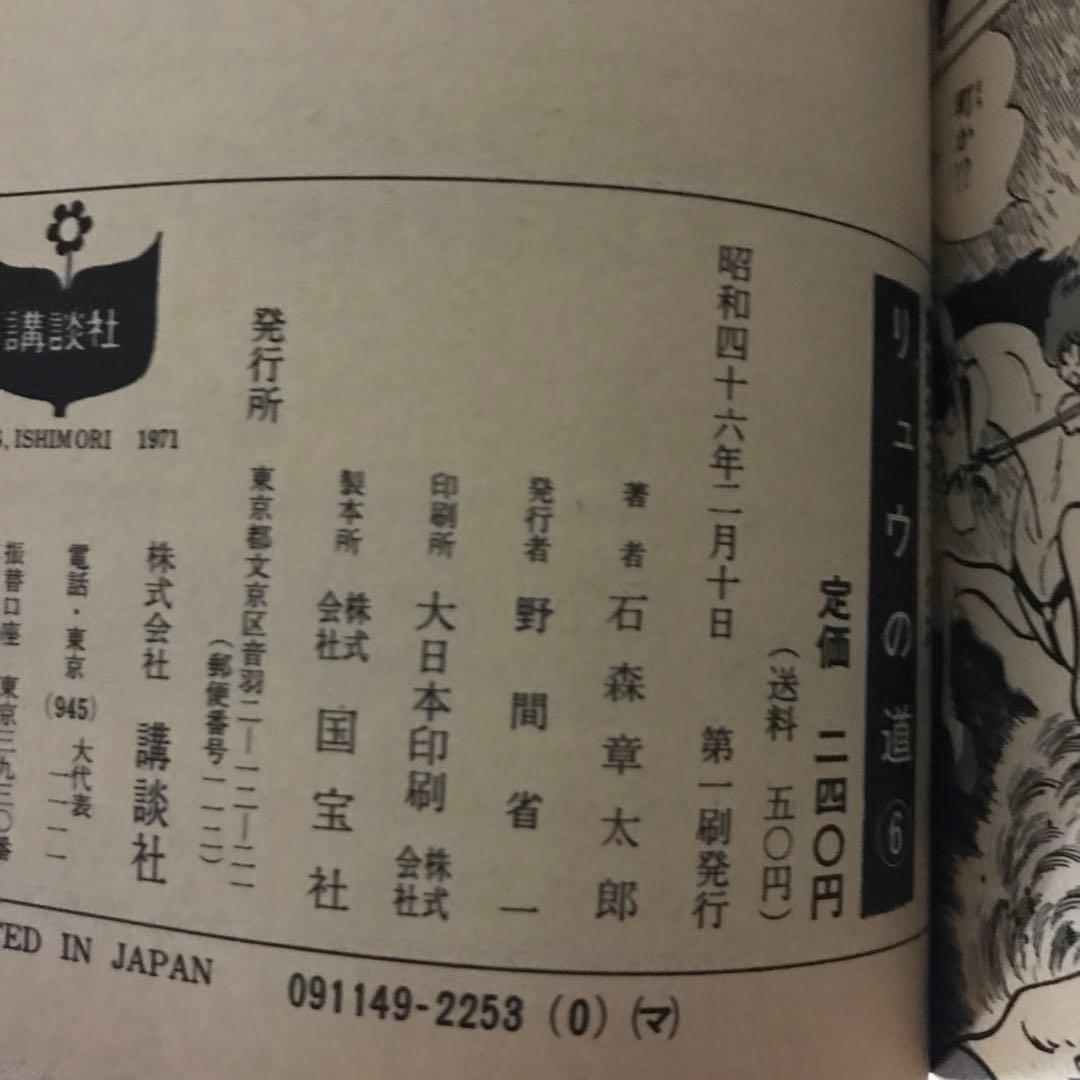 リュウの道⑥
定価 二四〇円
(送料 五〇円)
昭和四十六年二月十日 第一刷発行
著者 石森章太郎
発行者 野間省一
印刷所 大日本印刷株式会社
製本所 株式会社国宝社
発行所 東京都文京区音羽二―一二―二一
(郵便番号一一二)
株式会社 講談社
電話・東京(945)一一一一 大代表
振替口座 東京三九三〇番
講談社
S, ISHIMORI 1971
TED IN JAPAN
091149-2253 (0) (マ)
町か!?
まち